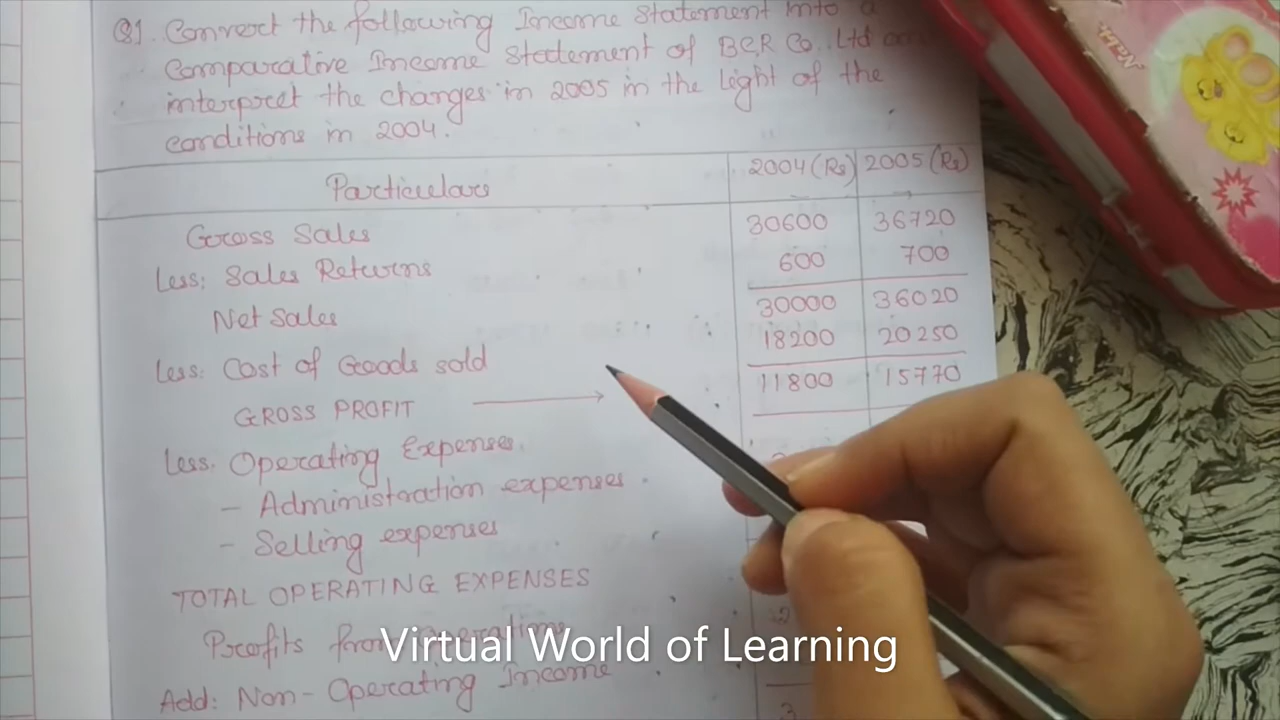 Q1. Convert the following Income Statement into a
Comparative Income Statement of BCR Co. Ltd and
interpret the changes in 2005 in the light of the
conditions in 2004.
Particulars 2004 (Rs) 2005 (Rs)
Gross Sales 30600 36720
Less: Sales Returns 600 700
Net Sales 30000 36020
Less: Cost of Goods sold 18200 20250
GROSS PROFIT 11800 15770
Less: Operating Expenses.
- Administration expenses
- Selling expenses
TOTAL OPERATING EXPENSES
Profits from
Virtual World of Learning
Add: Non-Operating Income